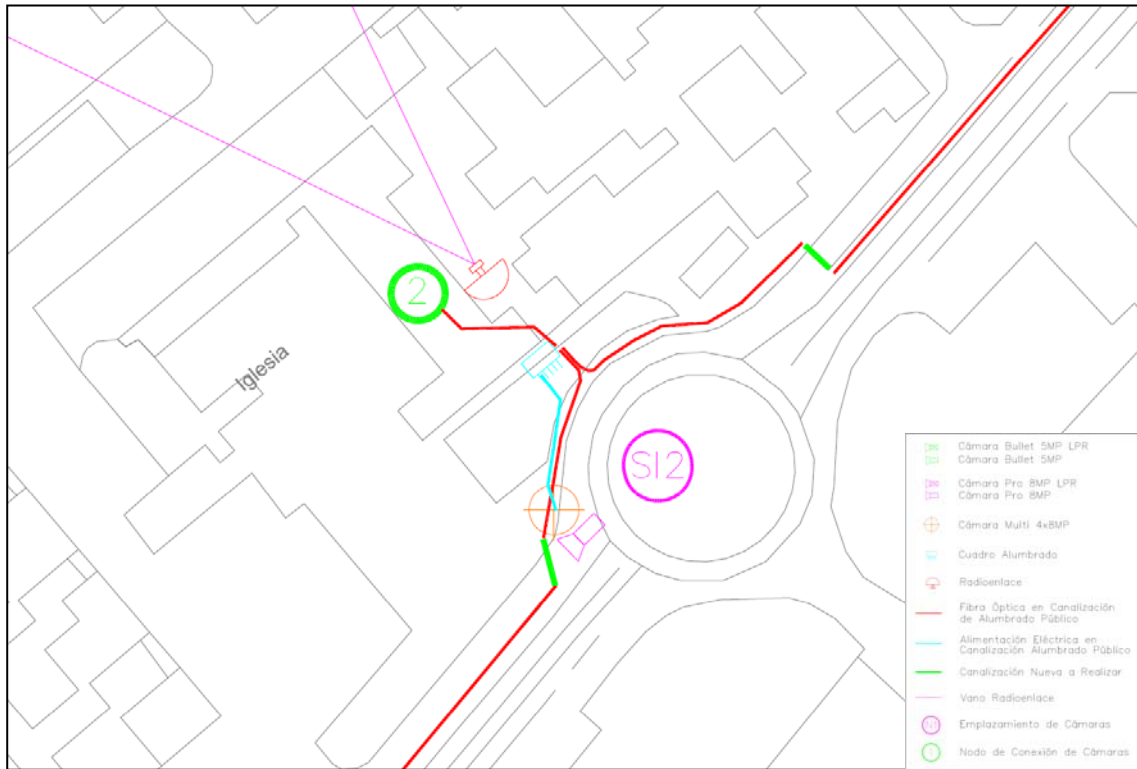 2
Iglesia
SI2
Cámara Bullet 5MP LPR
Cámara Bullet 5MP
Cámara Pro 8MP LPR
Cámara Pro 8MP
Cámara Multi 4x8MP
Cuadro Alumbrado
Radioenlace
Fibra Óptica en Canalización
de Alumbrado Público
Alimentación Eléctrica en
Canalización Alumbrado Público
Canalización Nueva a Realizar
Vano Radioenlace
Emplazamiento de Cámaras
1
Nodo de Conexión de Cámaras